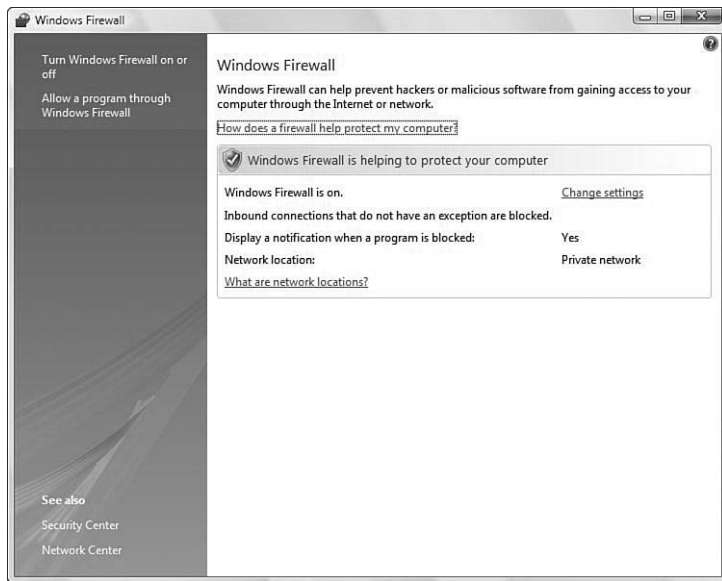 Windows Firewall
Turn Windows Firewall on or
off
Allow a program through
Windows Firewall
See also
Security Center
Network Center
Windows Firewall
Windows Firewall can help prevent hackers or malicious software from gaining access to your
computer through the Internet or network.
How does a firewall help protect my computer?
Windows Firewall is helping to protect your computer
Windows Firewall is on. Change settings
Inbound connections that do not have an exception are blocked.
Display a notification when a program is blocked: Yes
Network location: Private network
What are network locations?